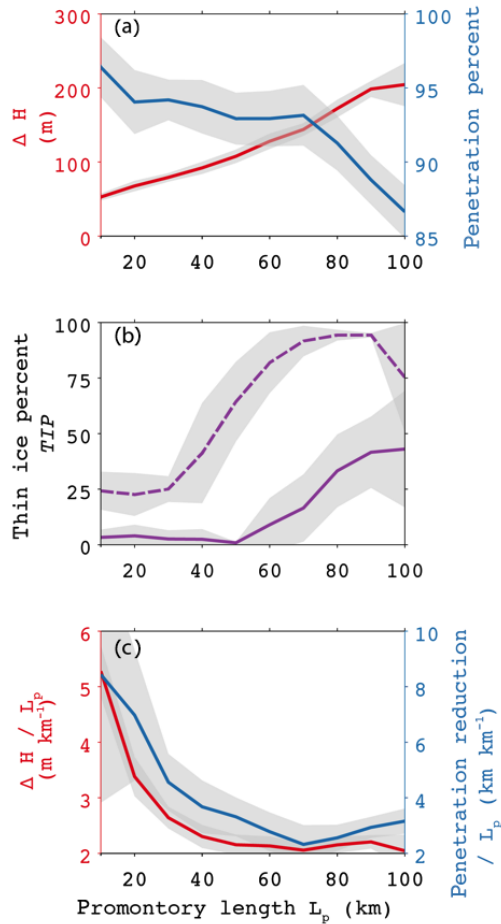 (a)
300
200
100
0
Δ H
(m)
100
95
90
85
Penetration percent
20 40 60 80 100
(b)
100
75
50
25
0
Thin ice percent
TIP
20 40 60 80 100
(c)
6
5
4
3
2
Δ H / Lp
(m km⁻¹)
10
8
6
4
2
Penetration reduction
/ Lp (km km⁻¹)
20 40 60 80 100
Promontory length Lp (km)